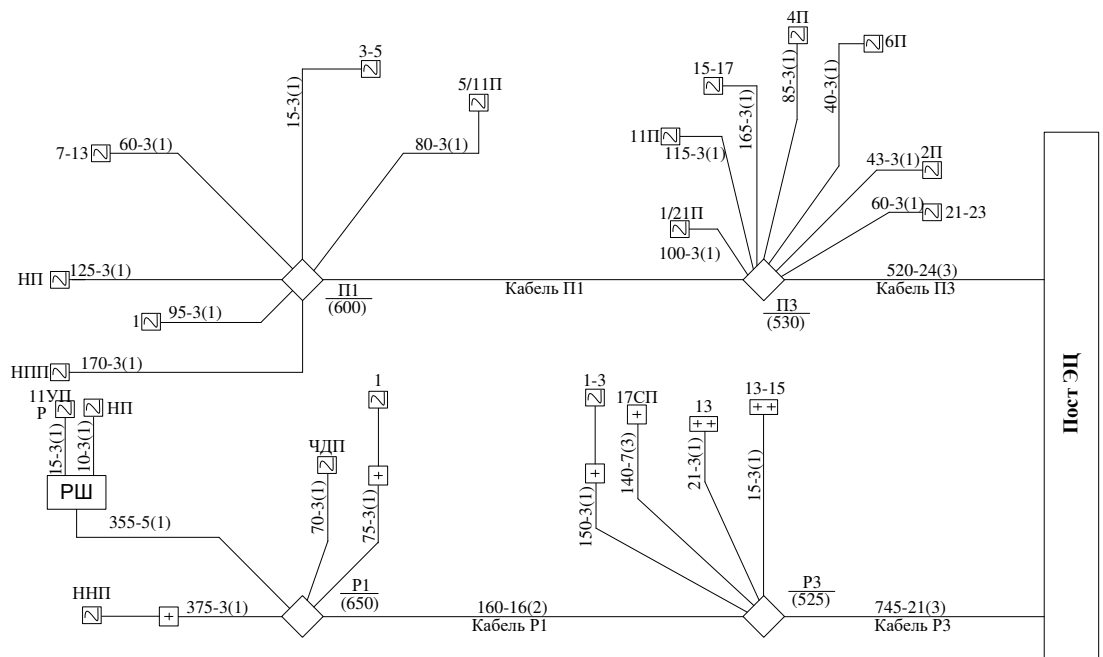 4П
6П
3-5
15-3(1)
5/11П
80-3(1)
7-13
60-3(1)
15-17
165-3(1)
85-3(1)
40-3(1)
11П
115-3(1)
43-3(1)
2П
60-3(1)
21-23
1/21П
100-3(1)
НП
125-3(1)
П1
(600)
Кабель П1
П3
(530)
520-24(3)
Кабель П3
1
95-3(1)
НПП
170-3(1)
Пост ЭЦ
11УП
Р
НП
15-3(1)
10-3(1)
РШ
355-5(1)
ЧДП
70-3(1)
1
75-3(1)
1-3
150-3(1)
17СП
140-7(3)
13
21-3(1)
13-15
15-3(1)
ННП
375-3(1)
Р1
(650)
160-16(2)
Кабель Р1
Р3
(525)
745-21(3)
Кабель Р3